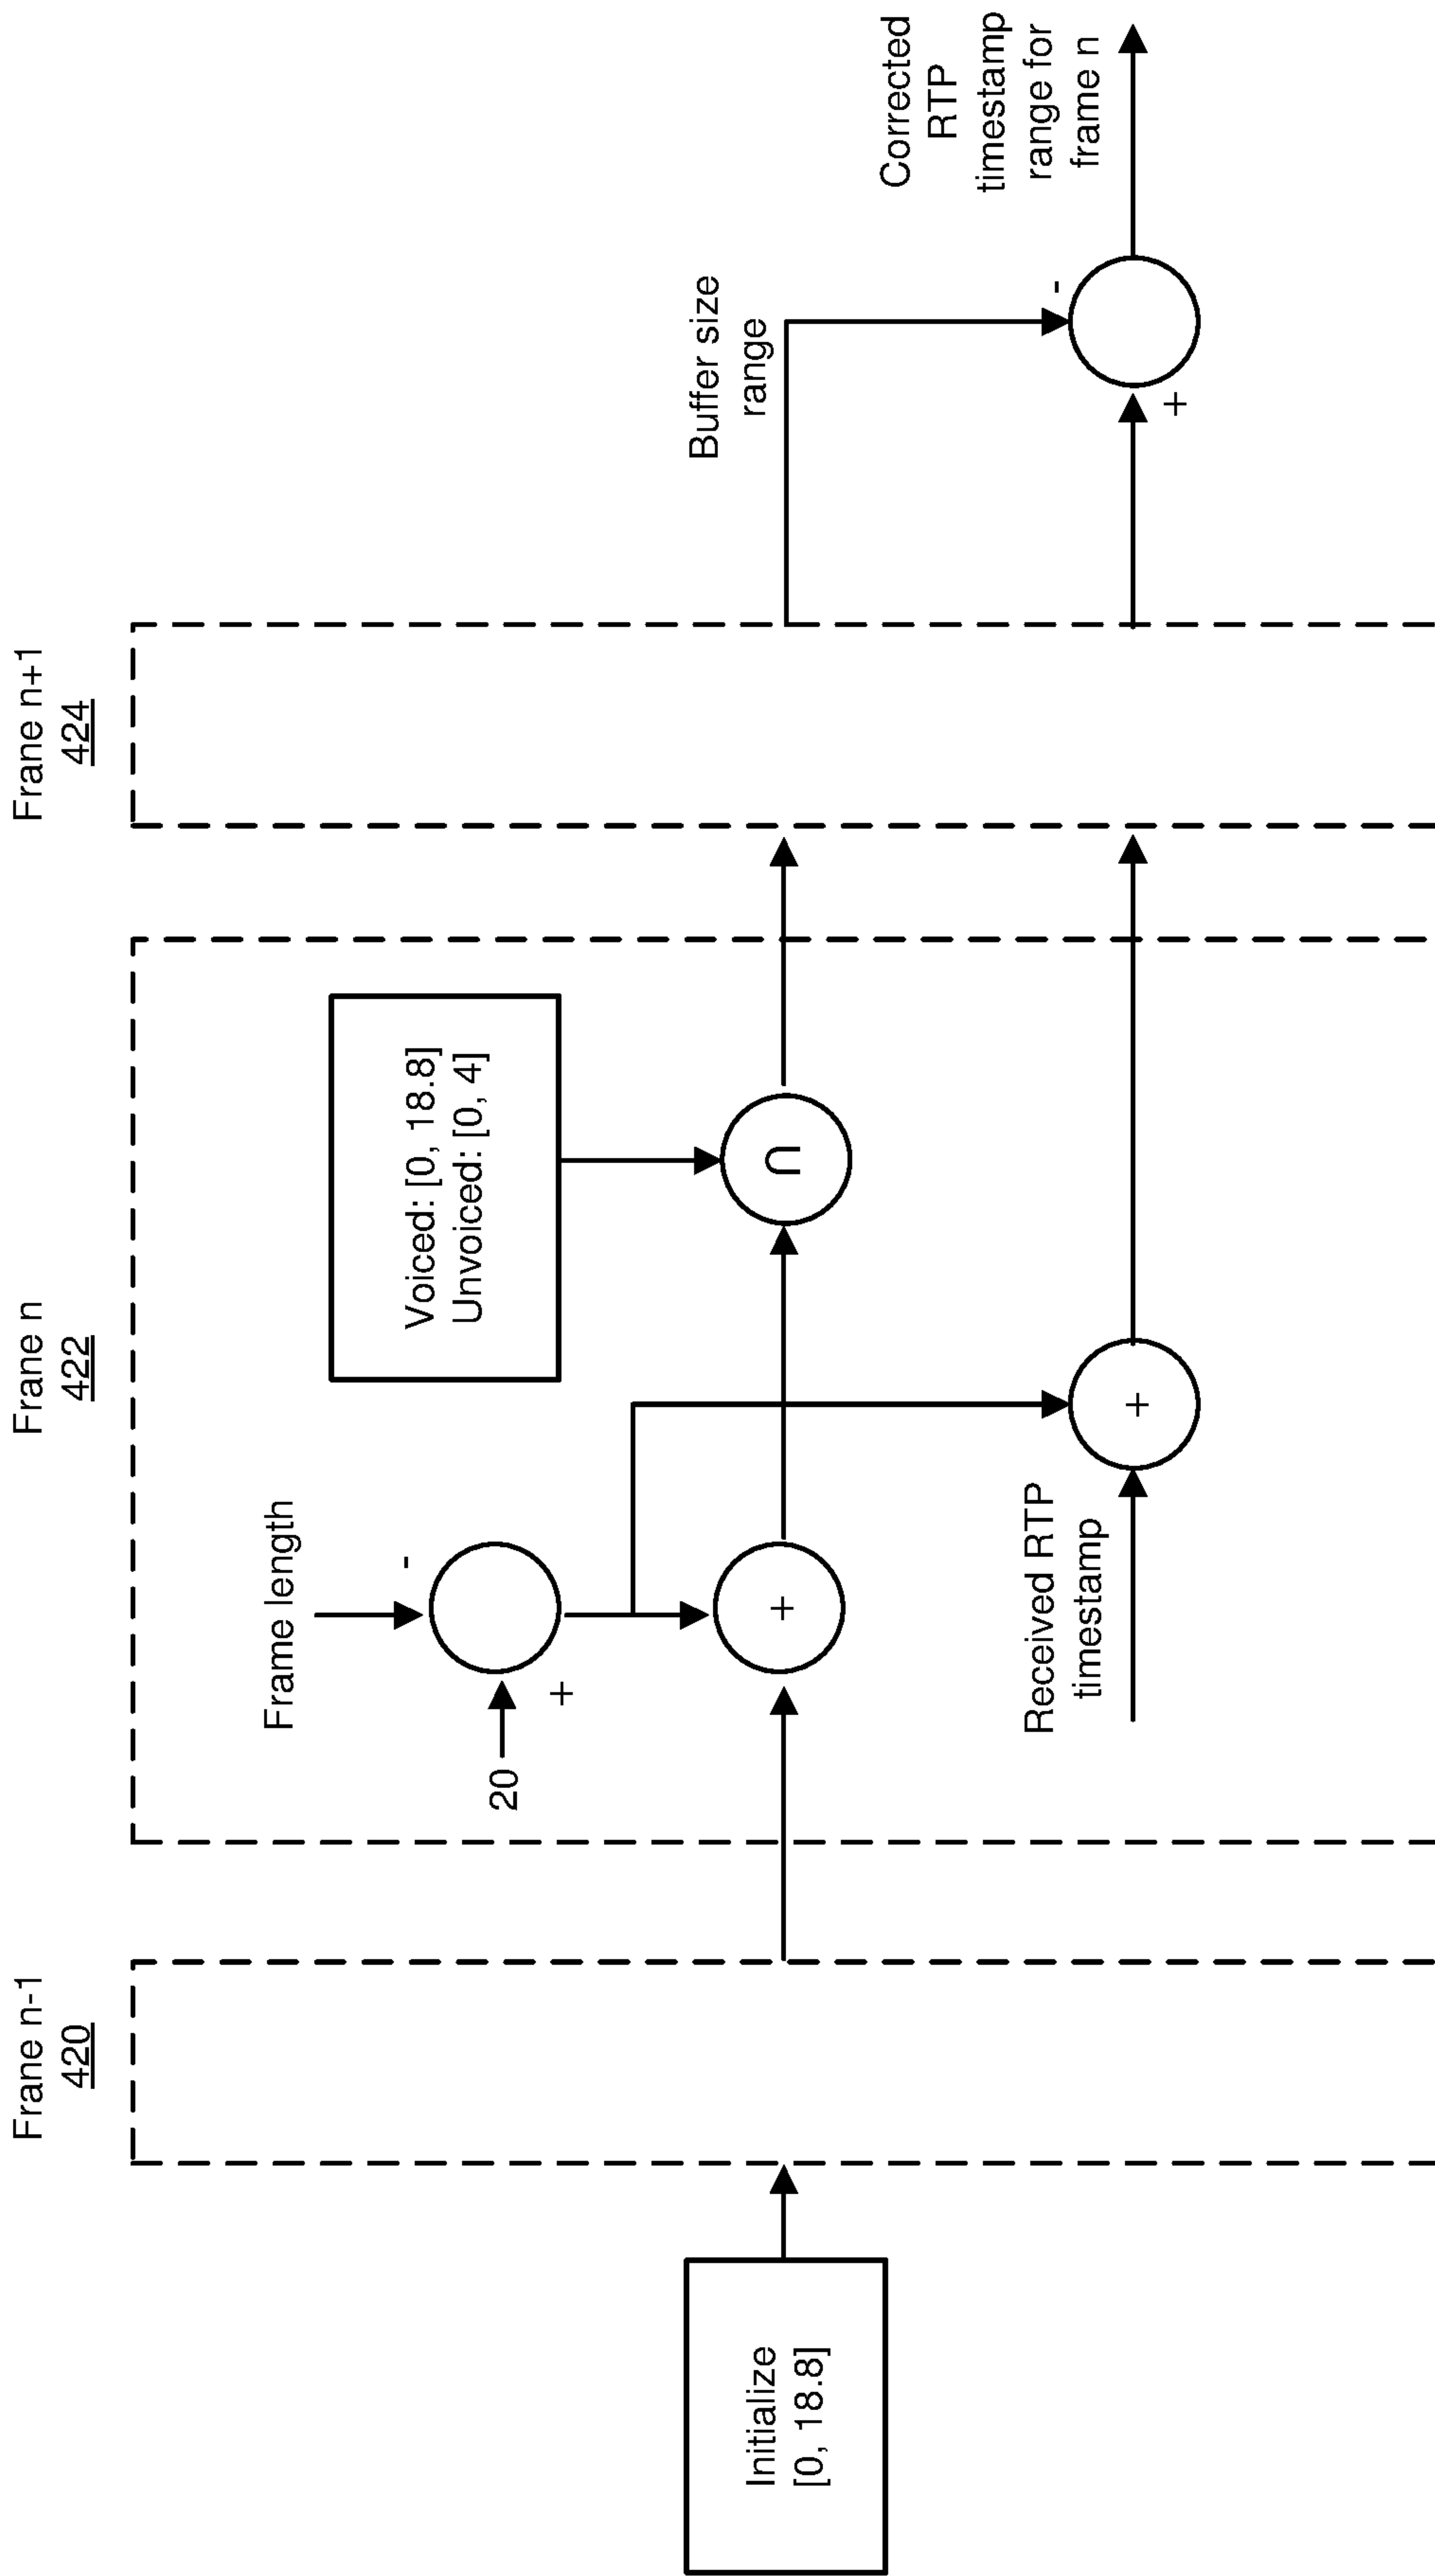 Frane n-1
420
Frane n
422
Frane n+1
424
Initialize
[0, 18.8]
Frame length
-
20
+
+
Voiced: [0, 18.8]
Unvoiced: [0, 4]
∩
Received RTP
timestamp
+
Buffer size
range
-
+
Corrected
RTP
timestamp
range for
frame n